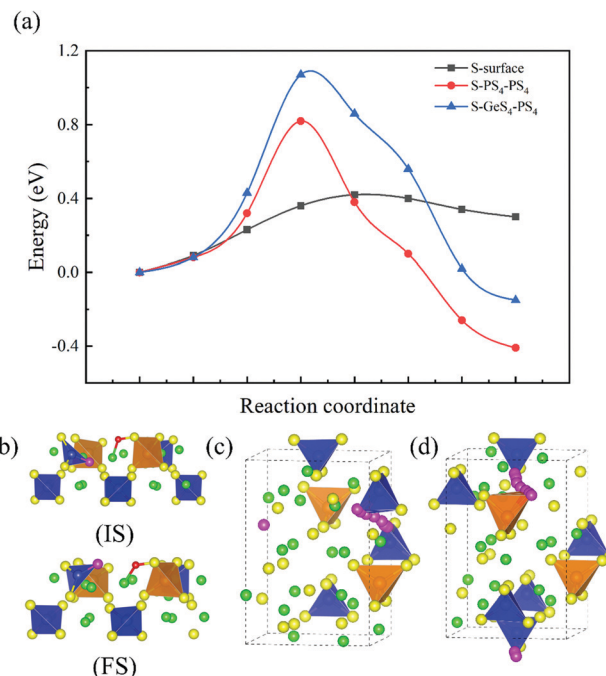 (a)
1.2
0.8
0.4
0.0
-0.4
Energy (eV)
S-surface
S-PS₄-PS₄
S-GeS₄-PS₄
Reaction coordinate
b)
(c)
(d)
(IS)
(FS)